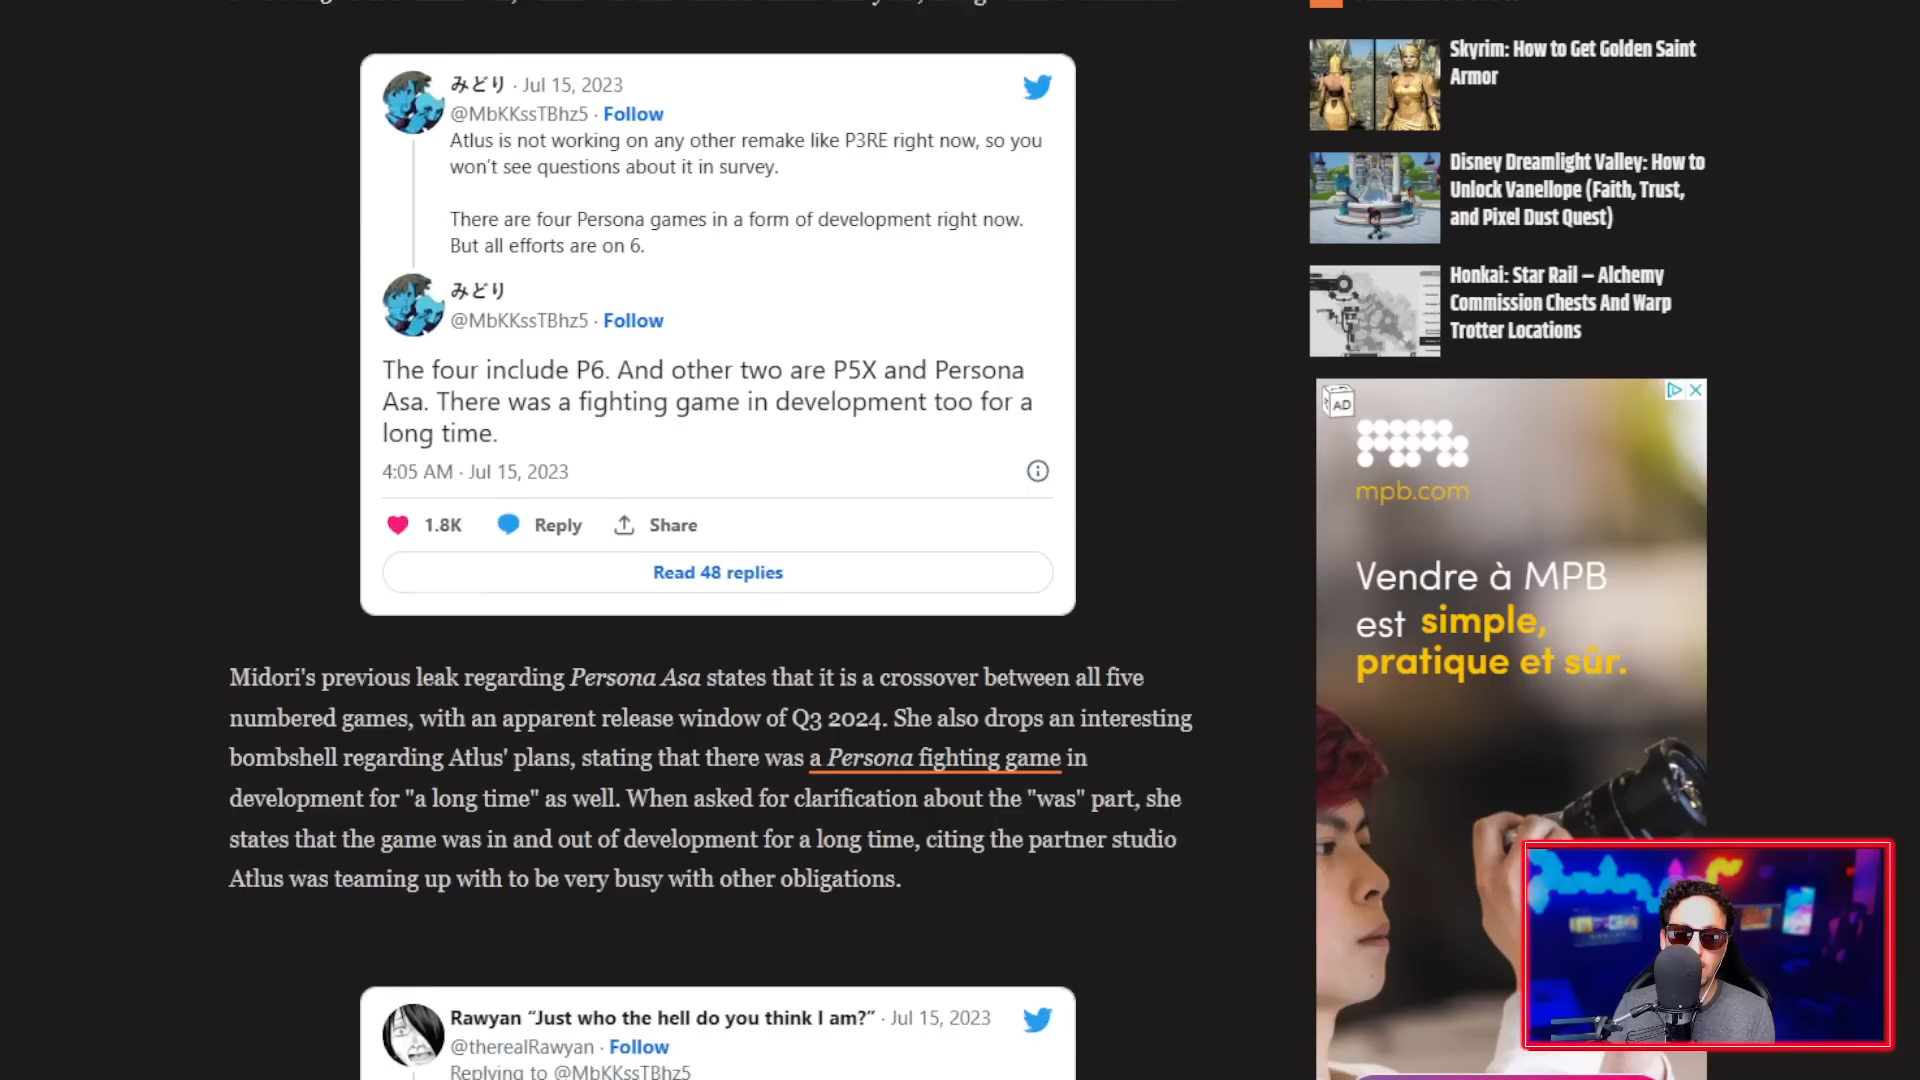 みどり · Jul 15, 2023
@MbKKssTBhz5 · Follow
Atlus is not working on any other remake like P3RE right now, so you
won't see questions about it in survey.
There are four Persona games in a form of development right now.
But all efforts are on 6.
みどり
@MbKKssTBhz5 · Follow
The four include P6. And other two are P5X and Persona
Asa. There was a fighting game in development too for a
long time.
4:05 AM · Jul 15, 2023
1.8K Reply Share
Read 48 replies
Midori's previous leak regarding Persona Asa states that it is a crossover between all five
numbered games, with an apparent release window of Q3 2024. She also drops an interesting
bombshell regarding Atlus' plans, stating that there was a Persona fighting game in
development for "a long time" as well. When asked for clarification about the "was" part, she
states that the game was in and out of development for a long time, citing the partner studio
Atlus was teaming up with to be very busy with other obligations.
Rawyan “Just who the hell do you think I am?” · Jul 15, 2023
@therealRawyan · Follow
Replying to @MbKKssTBhz5
Skyrim: How to Get Golden Saint
Armor
Disney Dreamlight Valley: How to
Unlock Vanellope (Faith, Trust,
and Pixel Dust Quest)
Honkai: Star Rail – Alchemy
Commission Chests And Warp
Trotter Locations
AD
mpb.com
Vendre à MPB
est simple,
pratique et sûr.